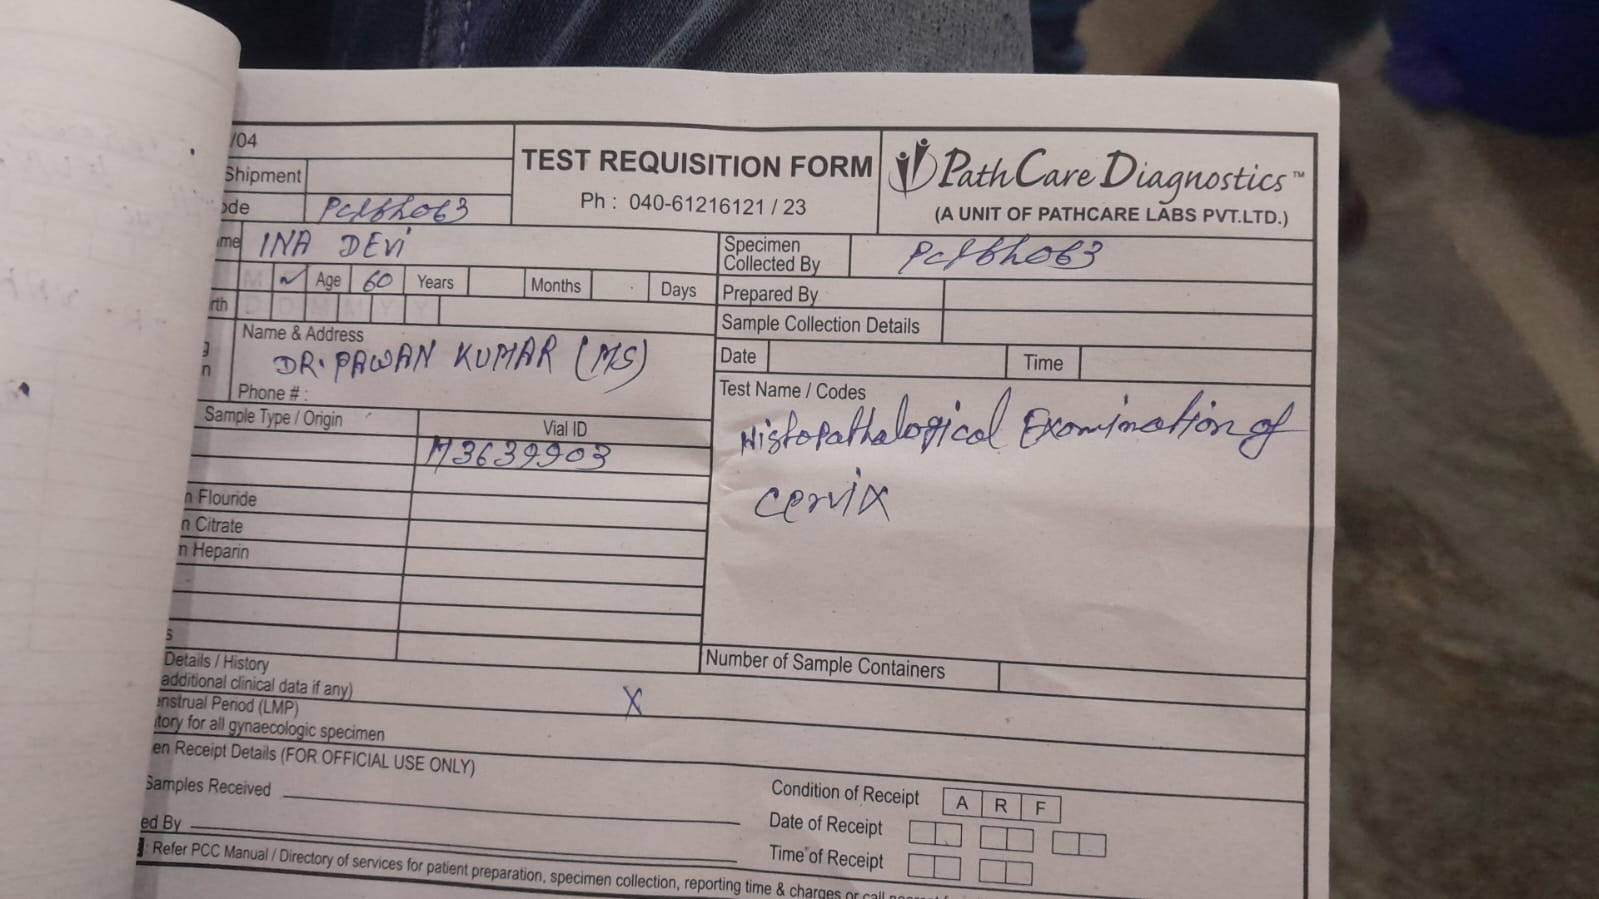 /04
TEST REQUISITION FORM
Ph : 040-61216121 / 23
PathCare Diagnostics™
(A UNIT OF PATHCARE LABS PVT.LTD.)
Shipment
ode
me INA DEVI
Specimen
Collected By
M ✓ Age 60 Years Months Days
Prepared By
rth D D M M Y Y
Sample Collection Details
Name & Address
DR. PAWAN KUMAR (MS)
Phone # :
Date Time
Test Name / Codes
Histopathological Examination of
cervix
Sample Type / Origin Vial ID
M3639903
n Flouride
n Citrate
n Heparin
s
Number of Sample Containers
Details / History
additional clinical data if any) X
enstrual Period (LMP)
tory for all gynaecologic specimen
en Receipt Details (FOR OFFICIAL USE ONLY)
Samples Received
ed By
Condition of Receipt A R F
Date of Receipt
Time of Receipt
: Refer PCC Manual / Directory of services for patient preparation, specimen collection, reporting time & charges or call